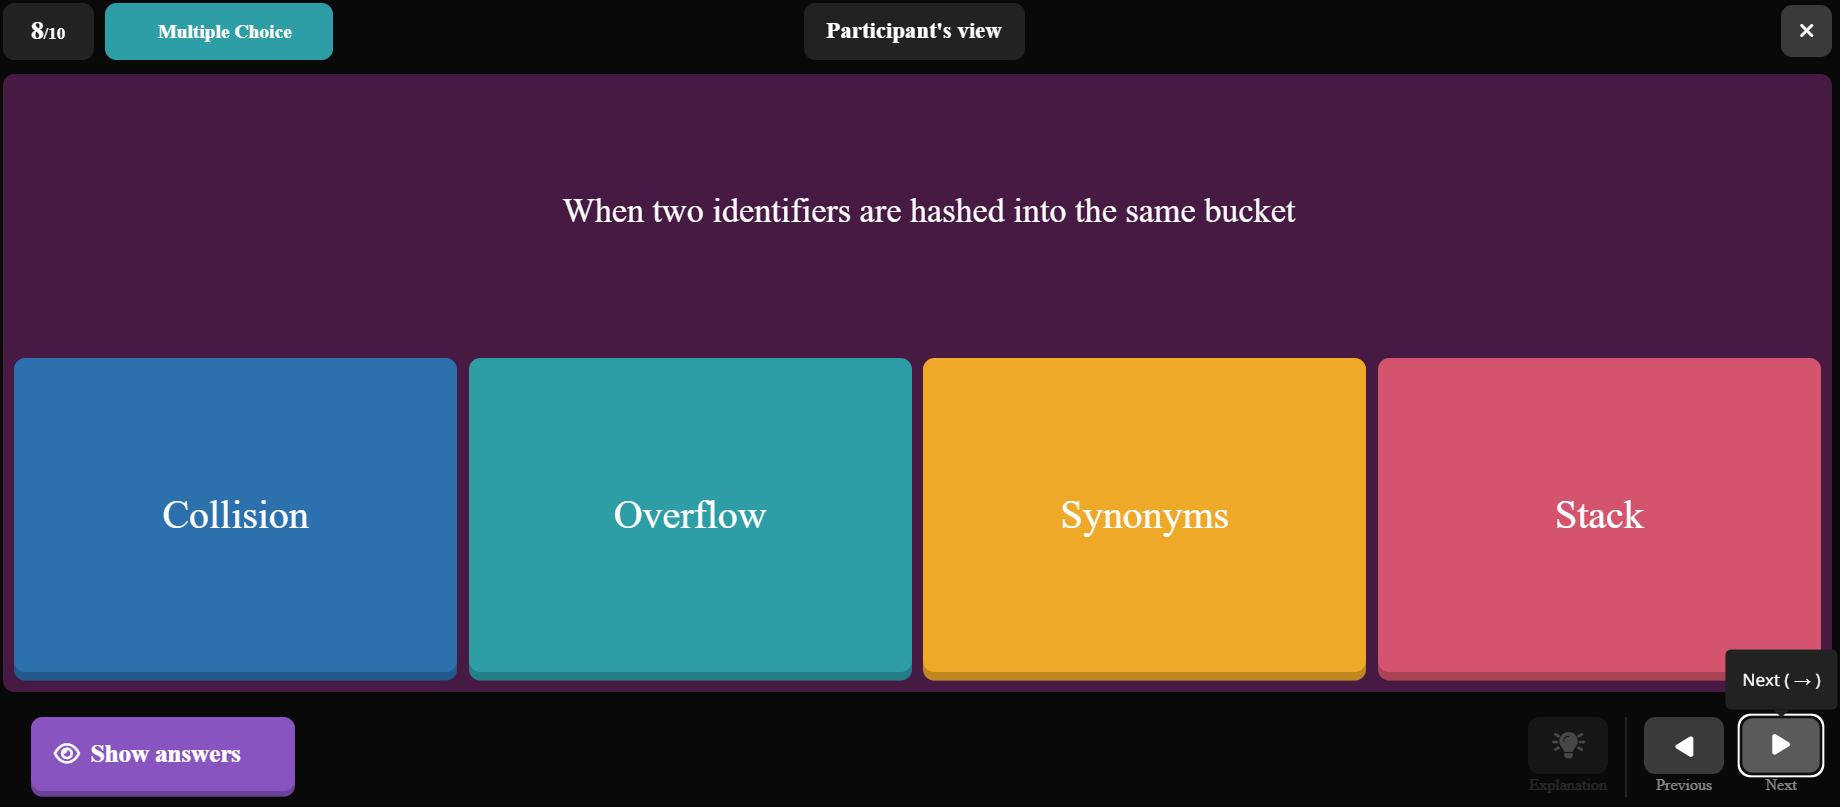 8/10
Multiple Choice
Participant's view
When two identifiers are hashed into the same bucket
Collision
Overflow
Synonyms
Stack
Next (→)
Show answers
Explanation
Previous
Next